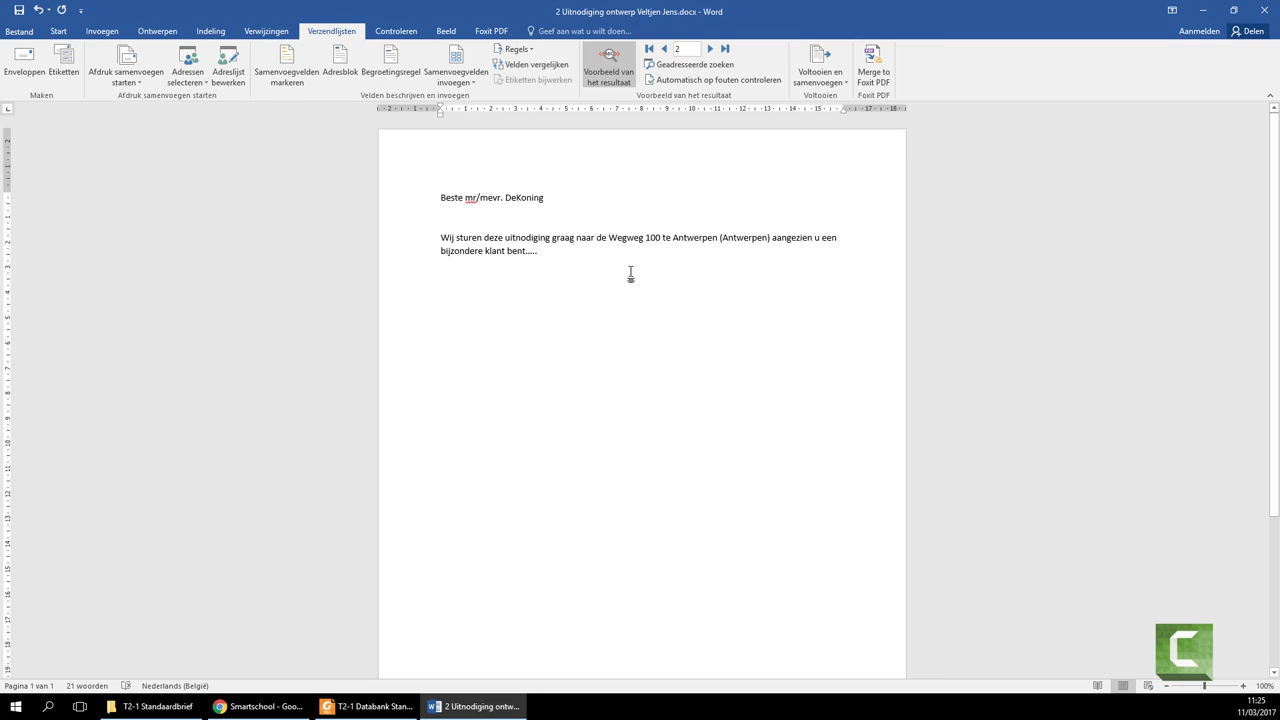 2 Uitnodiging ontwerp Veltjen Jens.docx - Word
Bestand Start Invoegen Ontwerpen Indeling Verwijzingen Verzendlijsten Controleren Beeld Foxit PDF Geef aan wat u wilt doen... Aanmelden Delen
Enveloppen Etiketten
Maken
Afdruk samenvoegen starten Adressen selecteren Adreslijst bewerken
Afdruk samenvoegen starten
Samenvoegvelden markeren Adresblok Begroetingsregel Samenvoegvelden invoegen
Regels
Velden vergelijken
Etiketten bijwerken
Velden beschrijven en invoegen
Voorbeeld van het resultaat
2
Geadresseerde zoeken
Automatisch op fouten controleren
Voorbeeld van het resultaat
Voltooien en samenvoegen
Voltooien
Merge to Foxit PDF
Foxit PDF
Beste mr/mevr. DeKoning
Wij sturen deze uitnodiging graag naar de Wegweg 100 te Antwerpen (Antwerpen) aangezien u een
bijzondere klant bent.....
Pagina 1 van 1 21 woorden Nederlands (België) 100%
T2-1 Standaardbrief Smartschool - Goo... T2-1 Databank Stan... 2 Uitnodiging ontw...
11:25
11/03/2017